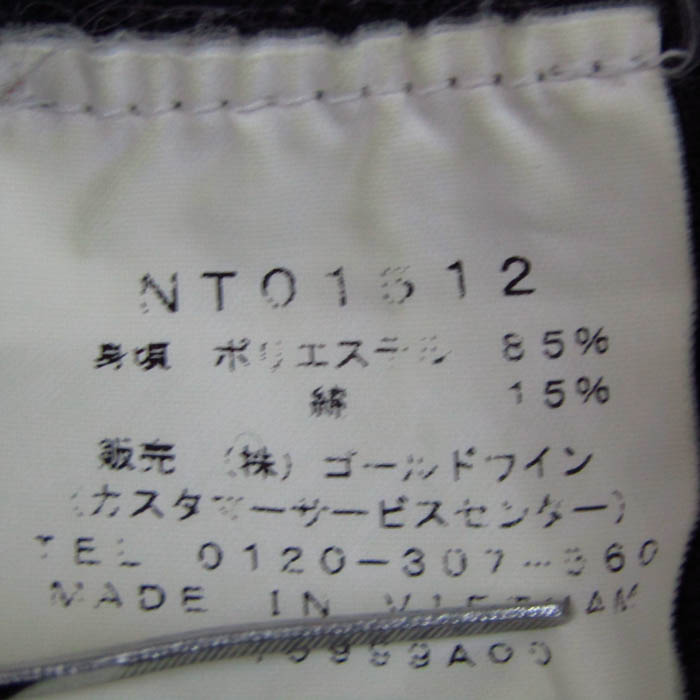 NT01512
身頃 ポリエステル 85%
綿 15%
販売 (株)ゴールドウイン
(カスタマーサービスセンター)
TEL 0120-307-560
MADE IN VIETNAM